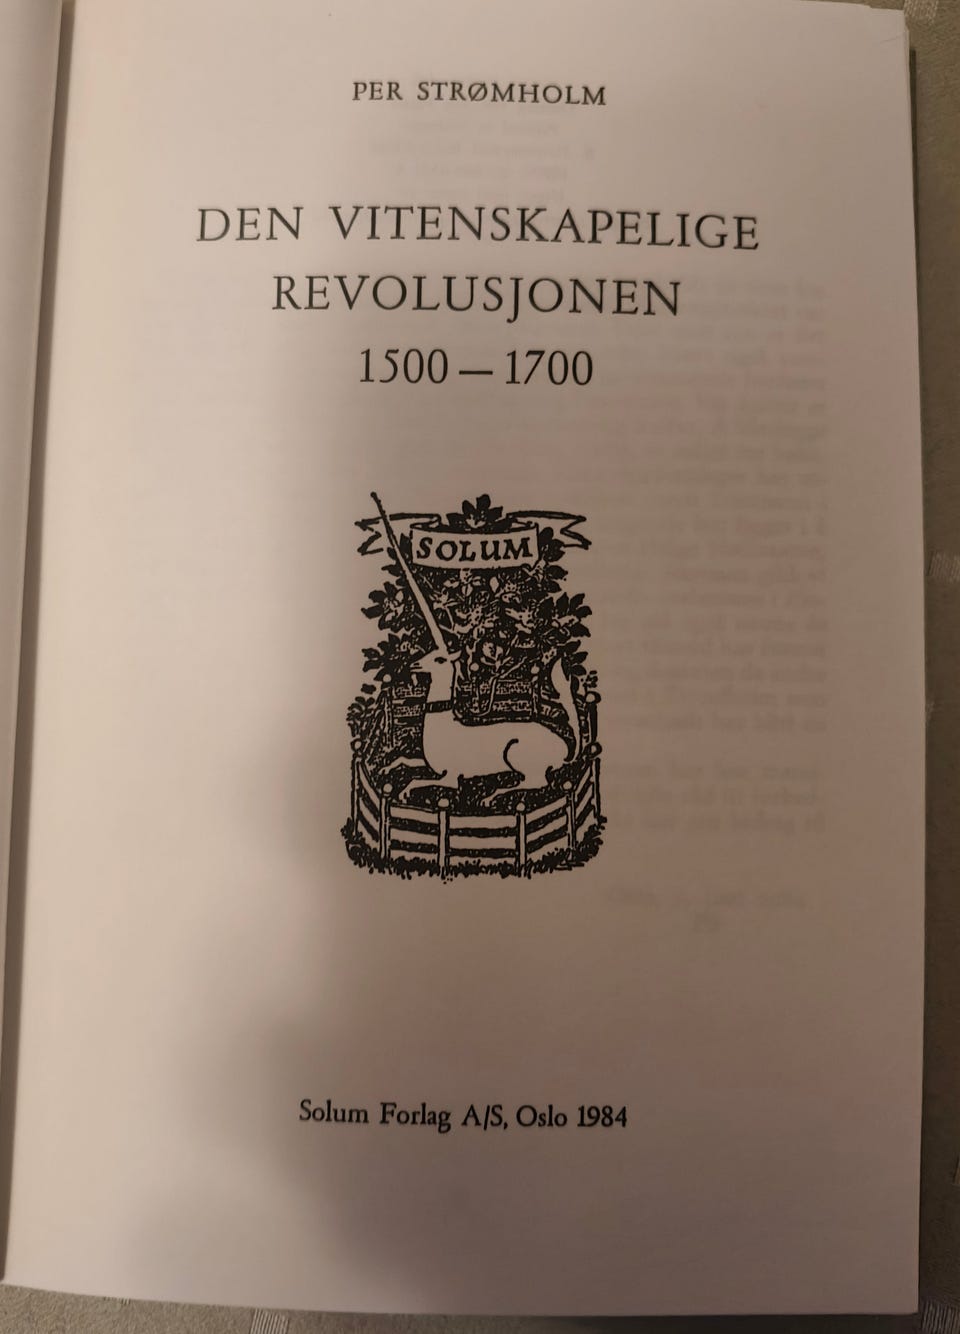 PER STRØMHOLM
DEN VITENSKAPELIGE
REVOLUSJONEN
1500 — 1700
SOLUM
Solum Forlag A/S, Oslo 1984